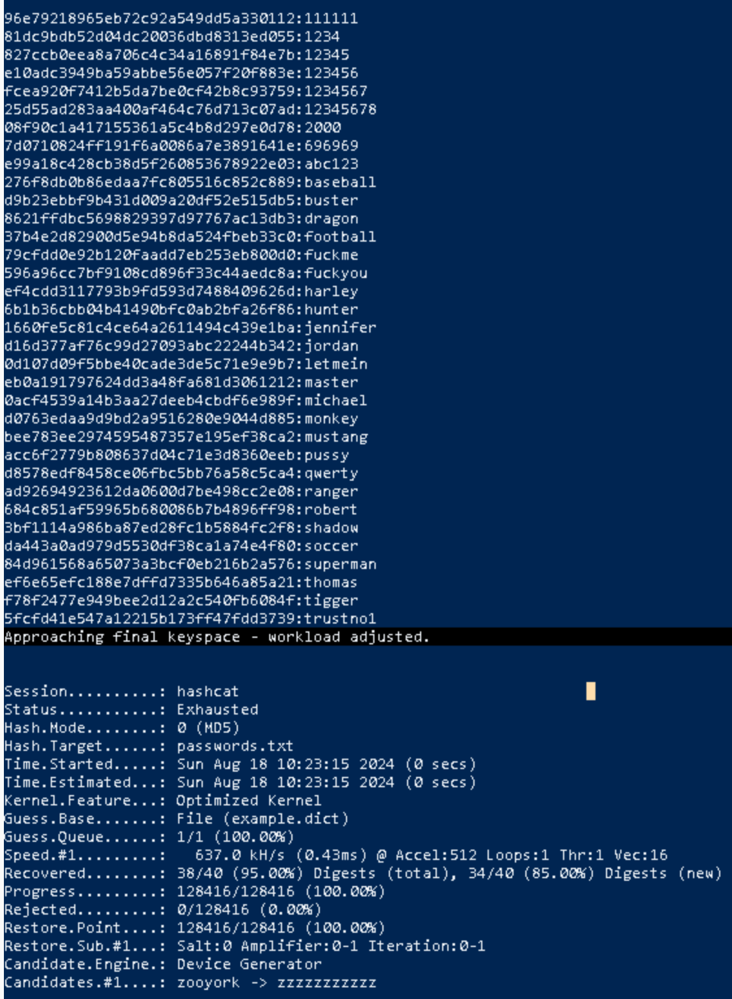 96e79218965eb72c92a549dd5a330112:111111
81dc9bdb52d04dc20036dbd8313ed055:1234
827ccb0eea8a706c4c34a16891f84e7b:12345
e10adc3949ba59abbe56e057f20f883e:123456
fcea920f7412b5da7be0cf42b8c93759:1234567
25d55ad283aa400af464c76d713c07ad:12345678
08f90c1a417155361a5c4b8d297e0d78:2000
7d0710824ff191f6a0086a7e3891641e:696969
e99a18c428cb38d5f260853678922e03:abc123
276f8db0b86edaa7fc805516c852c889:baseball
d9b23ebbf9b431d009a20df52e515db5:buster
8621ffdbc5698829397d97767ac13db3:dragon
37b4e2d82900d5e94b8da524fbeb33c0:football
79cfdd0e92b120faadd7eb253eb800d0:fuckme
596a96cc7bf9108cd896f33c44aedc8a:fuckyou
ef4cdd3117793b9fd593d7488409626d:harley
6b1b36cbb04b41490bfc0ab2bfa26f86:hunter
1660fe5c81c4ce64a2611494c439e1ba:jennifer
d16d377af76c99d27093abc22244b342:jordan
0d107d09f5bbe40cade3de5c71e9e9b7:letmein
eb0a191797624dd3a48fa681d3061212:master
0acf4539a14b3aa27deeb4cbdf6e989f:michael
d0763edaa9d9bd2a9516280e9044d885:monkey
bee783ee2974595487357e195ef38ca2:mustang
acc6f2779b808637d04c71e3d8360eeb:pussy
d8578edf8458ce06fbc5bb76a58c5ca4:qwerty
ad92694923612da0600d7be498cc2e08:ranger
684c851af59965b680086b7b4896ff98:robert
3bf1114a986ba87ed28fc1b5884fc2f8:shadow
da443a0ad979d5530df38ca1a74e4f80:soccer
84d961568a65073a3bcf0eb216b2a576:superman
ef6e65efc188e7dffd7335b646a85a21:thomas
f78f2477e949bee2d12a2c540fb6084f:tigger
5fcfd41e547a12215b173ff47fdd3739:trustno1
Approaching final keyspace - workload adjusted.
Session..........: hashcat
Status...........: Exhausted
Hash.Mode........: 0 (MD5)
Hash.Target......: passwords.txt
Time.Started.....: Sun Aug 18 10:23:15 2024 (0 secs)
Time.Estimated...: Sun Aug 18 10:23:15 2024 (0 secs)
Kernel.Feature...: Optimized Kernel
Guess.Base.......: File (example.dict)
Guess.Queue......: 1/1 (100.00%)
Speed.#1.........:   637.0 kH/s (0.43ms) @ Accel:512 Loops:1 Thr:1 Vec:16
Recovered........: 38/40 (95.00%) Digests (total), 34/40 (85.00%) Digests (new)
Progress.........: 128416/128416 (100.00%)
Rejected.........: 0/128416 (0.00%)
Restore.Point....: 128416/128416 (100.00%)
Restore.Sub.#1...: Salt:0 Amplifier:0-1 Iteration:0-1
Candidate.Engine.: Device Generator
Candidates.#1....: zooyork -> zzzzzzzzzzz